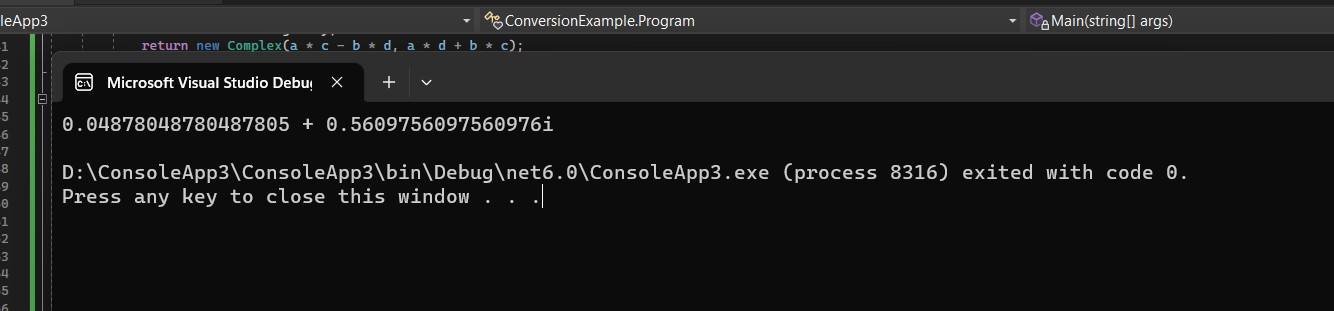 leApp3
ConversionExample.Program
Main(string[] args)
return new Complex(a * c - b * d, a * d + b * c);
Microsoft Visual Studio Debu
0.04878048780487805 + 0.5609756097560976i
D:\ConsoleApp3\ConsoleApp3\bin\Debug\net6.0\ConsoleApp3.exe (process 8316) exited with code 0.
Press any key to close this window . . .